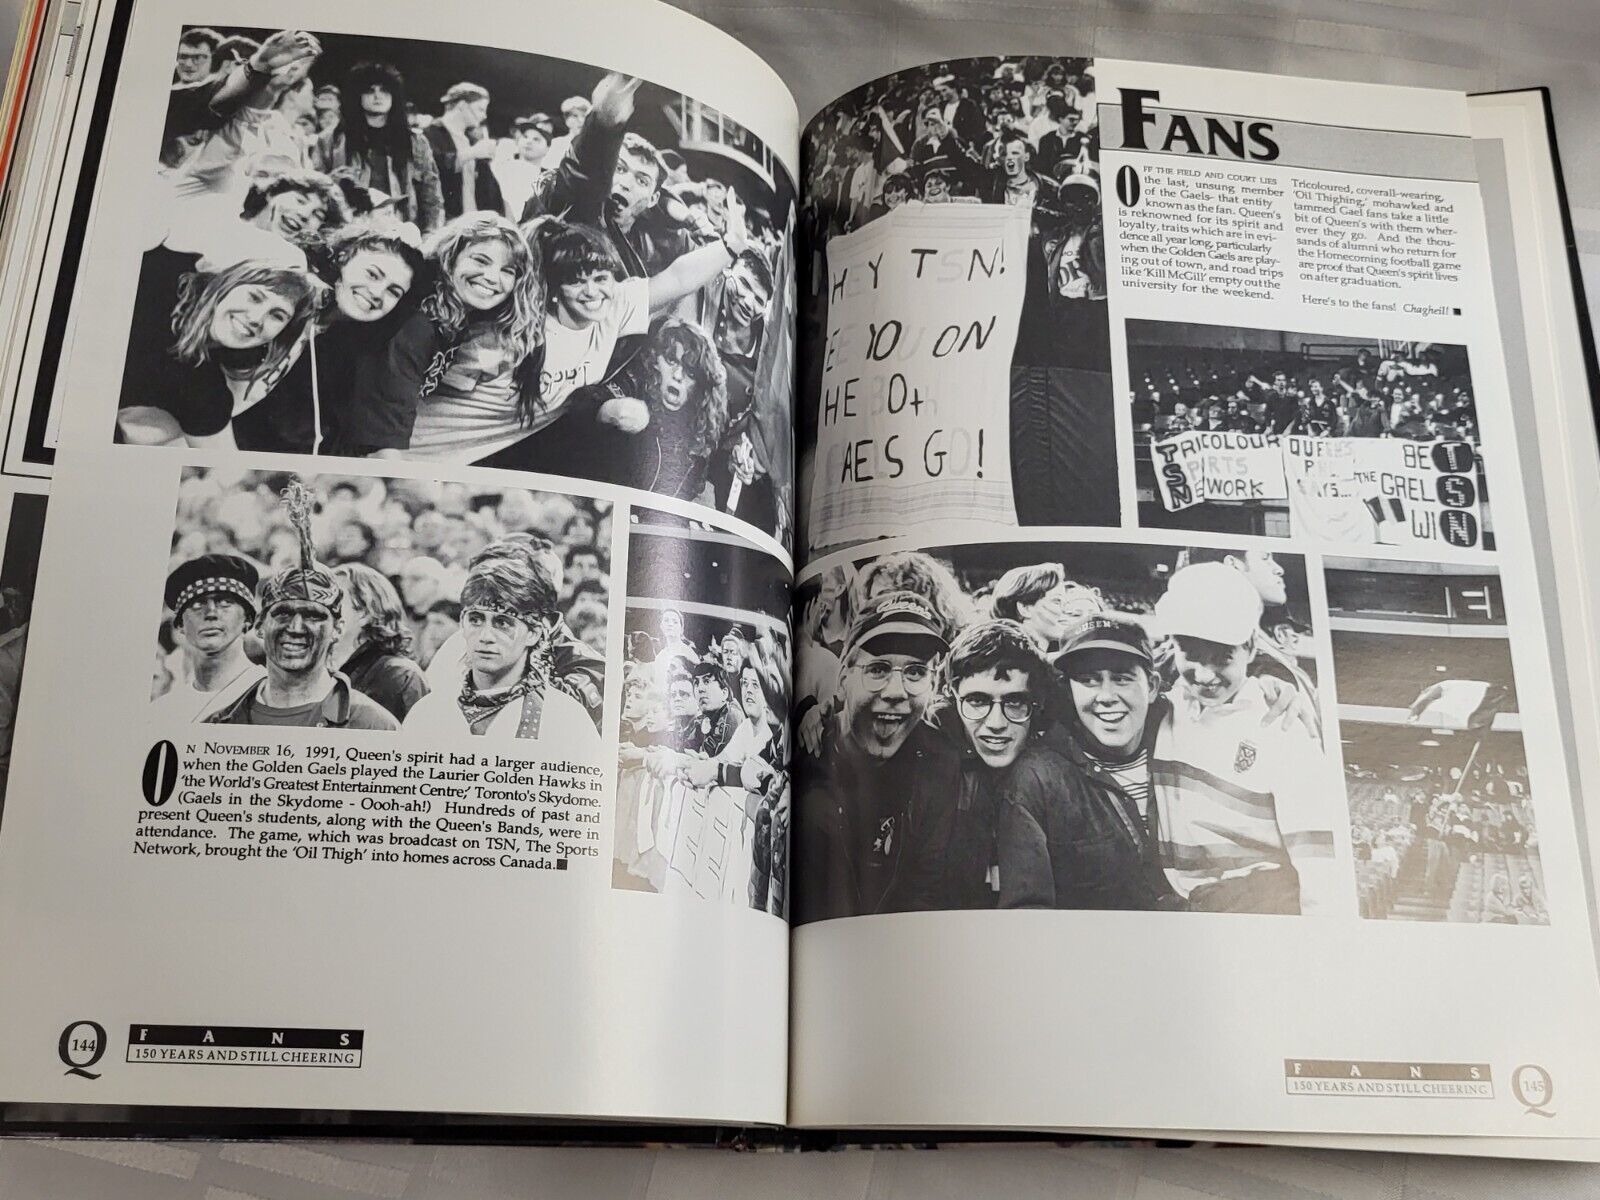 ON NOVEMBER 16, 1991, Queen's spirit had a larger audience,
when the Golden Gaels played the Laurier Golden Hawks in
'the World's Greatest Entertainment Centre,' Toronto's Skydome.
(Gaels in the Skydome - Oooh-ah!) Hundreds of past and
present Queen's students, along with the Queen's Bands, were in
attendance. The game, which was broadcast on TSN, The Sports
Network, brought the 'Oil Thigh' into homes across Canada.
144
FANS
150 YEARS AND STILL CHEERING
HEY TSN!
YO ON
HE
AELS GO!
FANS
OFF THE FIELD AND COURT LIES
the last, unsung member
of the Gaels- that entity
known as the fan. Queen's
is reknowned for its spirit and
loyalty, traits which are in evi-
dence all year long, particularly
when the Golden Gaels are play-
ing out of town, and road trips
like 'Kill McGill' empty out the
university for the weekend.
Tricoloured, coverall-wearing,
'Oil Thighing,' mohawked and
tammed Gael fans take a little
bit of Queen's with them wher-
ever they go. And the thou-
sands of alumni who return for
the Homecoming football game
are proof that Queen's spirit lives
on after graduation.
Here's to the fans! Chagheill!
TSN
TRICOLOUR
WORK
QUEEN'S
BET
THE GAELS
WIN
TSN
QUEEN'S
FANS
150 YEARS AND STILL CHEERING
145